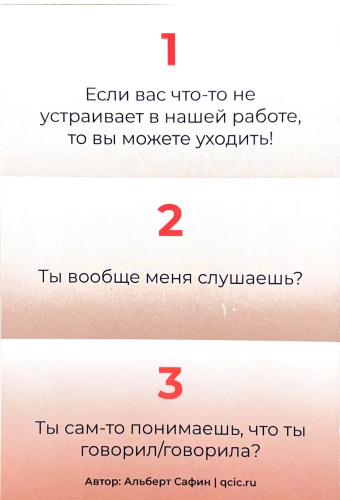 1
Если вас что-то не
устраивает в нашей работе,
то вы можете уходить!
2
Ты вообще меня слушаешь?
3
Ты сам-то понимаешь, что ты
говорил/говорила?
Автор: Альберт Сафин | qcic.ru